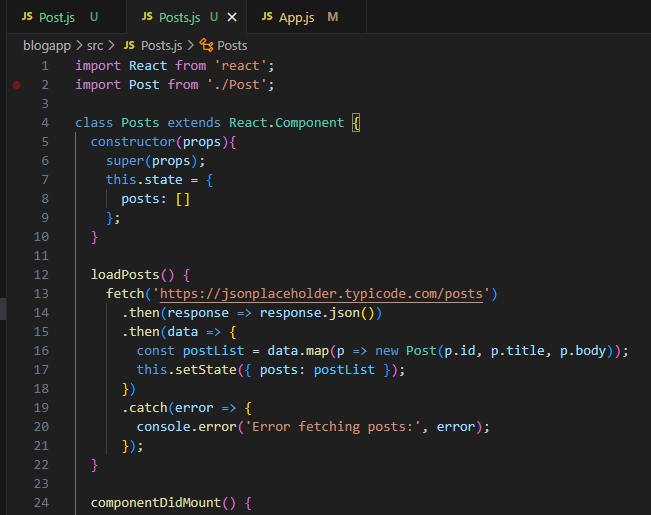 JS Post.js U JS Posts.js U × JS App.js M
blogapp > src > JS Posts.js > Posts
1 import React from 'react';
2 import Post from './Post';
3
4 class Posts extends React.Component {
5 constructor(props){
6 super(props);
7 this.state = {
8 posts: []
9 };
10 }
11
12 loadPosts() {
13 fetch('https://jsonplaceholder.typicode.com/posts')
14 .then(response => response.json())
15 .then(data => {
16 const postList = data.map(p => new Post(p.id, p.title, p.body));
17 this.setState({ posts: postList });
18 })
19 .catch(error => {
20 console.error('Error fetching posts:', error);
21 });
22 }
23
24 componentDidMount() {